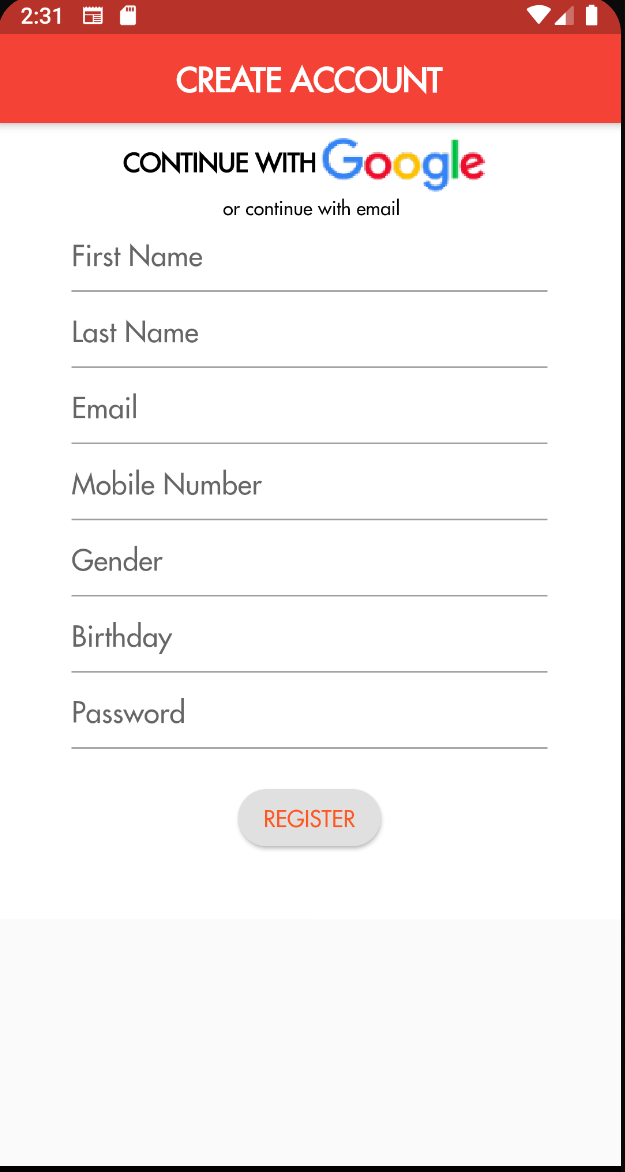 2:31
CREATE ACCOUNT
CONTINUE WITH Google
or continue with email
First Name
Last Name
Email
Mobile Number
Gender
Birthday
Password
REGISTER